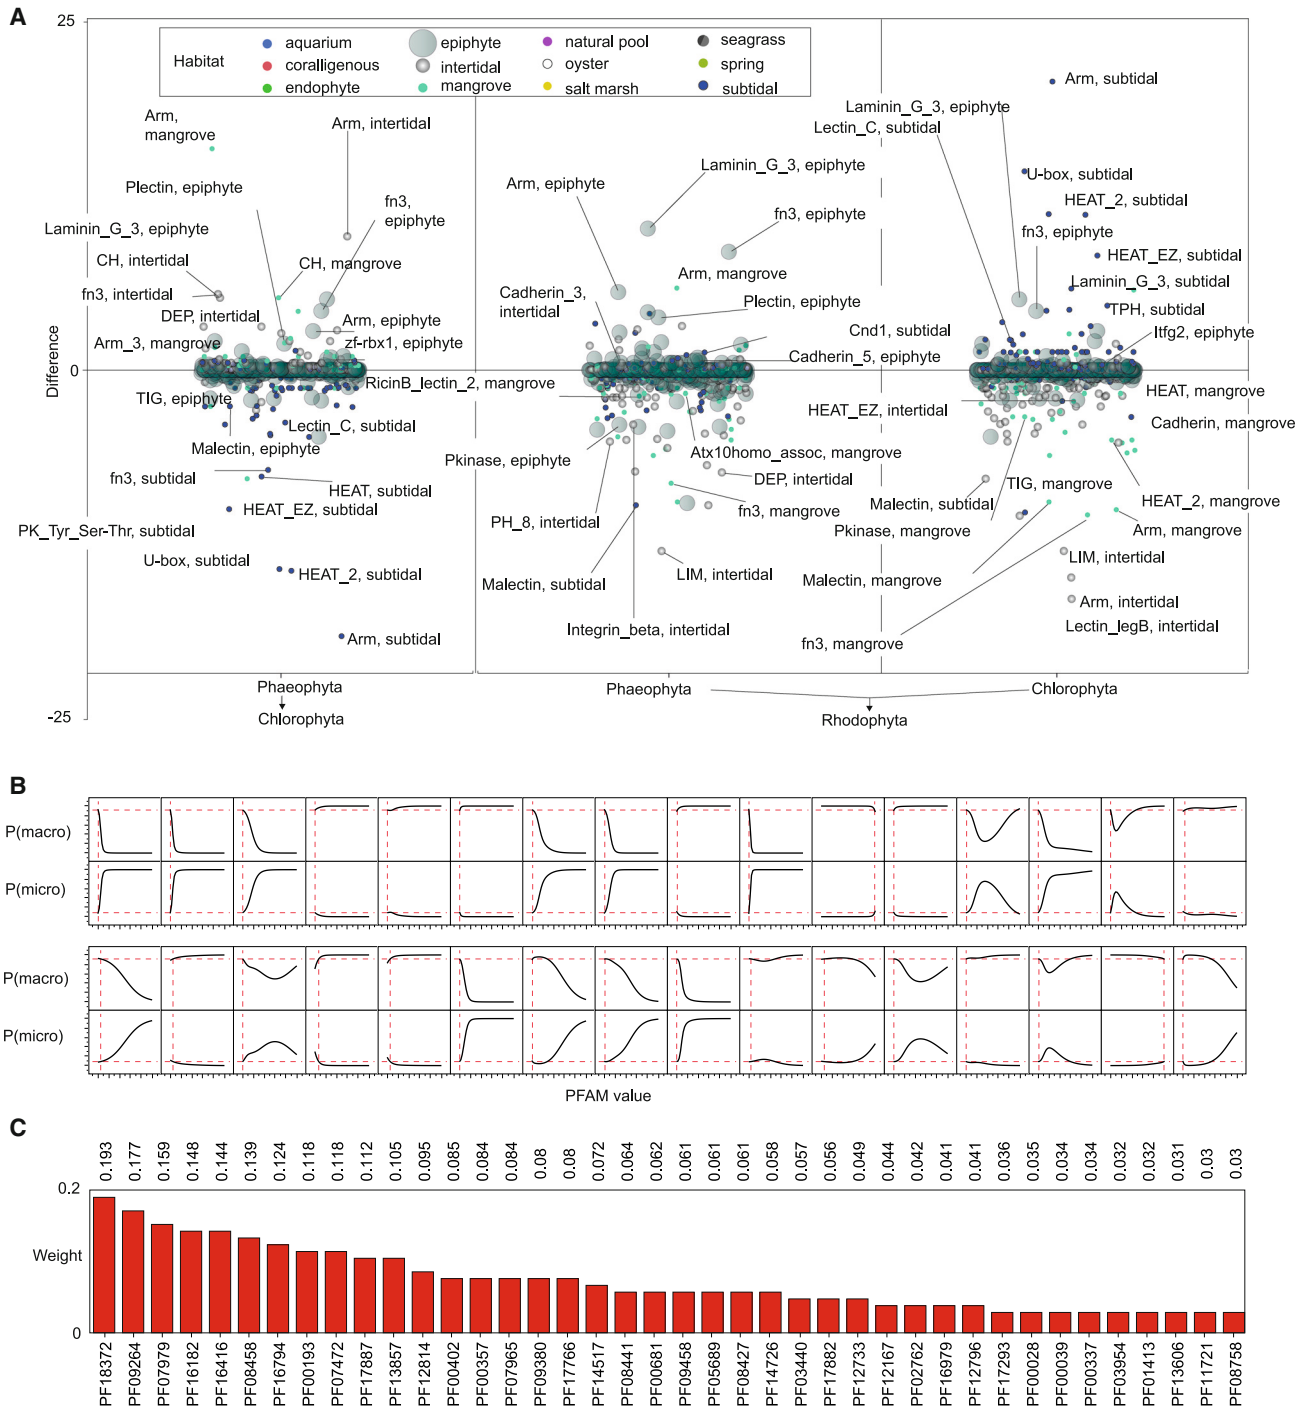 A
25
Habitat
aquarium
coralligenous
endophyte
epiphyte
intertidal
mangrove
natural pool
oyster
salt marsh
seagrass
spring
subtidal
Difference
0
-25
Arm,
mangrove
Arm, intertidal
Plectin, epiphyte
fn3,
epiphyte
Laminin_G_3, epiphyte
CH, intertidal
CH, mangrove
fn3, intertidal
DEP, intertidal
Arm, epiphyte
Arm_3, mangrove
zf-rbx1, epiphyte
RicinB_lectin_2, mangrove
TIG, epiphyte
Lectin_C, subtidal
Malectin, epiphyte
fn3, subtidal
HEAT, subtidal
HEAT_EZ, subtidal
PK_Tyr_Ser-Thr, subtidal
U-box, subtidal
HEAT_2, subtidal
Arm, subtidal
Laminin_G_3, epiphyte
Arm, epiphyte
fn3, epiphyte
Arm, mangrove
Cadherin_3,
intertidal
Plectin, epiphyte
Cnd1, subtidal
Cadherin_5, epiphyte
HEAT_EZ, intertidal
Atx10homo_assoc, mangrove
Pkinase, epiphyte
DEP, intertidal
fn3, mangrove
PH_8, intertidal
LIM, intertidal
Malectin, subtidal
Integrin_beta, intertidal
Arm, subtidal
Laminin_G_3, epiphyte
Lectin_C, subtidal
U-box, subtidal
HEAT_2, subtidal
fn3, epiphyte
HEAT_EZ, subtidal
Laminin_G_3, subtidal
TPH, subtidal
Itfg2, epiphyte
HEAT, mangrove
Cadherin, mangrove
TIG, mangrove
Malectin, subtidal
HEAT_2, mangrove
Pkinase, mangrove
Arm, mangrove
LIM, intertidal
Malectin, mangrove
Arm, intertidal
Lectin_legB, intertidal
fn3, mangrove
Phaeophyta
Chlorophyta
Phaeophyta
Chlorophyta
Rhodophyta
B
P(macro)
P(micro)
P(macro)
P(micro)
PFAM value
C
0.193 0.177 0.159 0.148 0.144 0.139 0.124 0.118 0.118 0.112 0.105 0.095 0.085 0.084 0.084 0.08 0.08 0.072 0.064 0.062 0.061 0.061 0.061 0.058 0.057 0.056 0.049 0.044 0.042 0.041 0.041 0.036 0.035 0.034 0.034 0.032 0.032 0.031 0.03 0.03
0.2
Weight
0
PF18372 PF09264 PF07979 PF16182 PF16416 PF08458 PF16794 PF00193 PF07472 PF17887 PF13857 PF12814 PF00402 PF00357 PF07965 PF09380 PF17766 PF14517 PF08441 PF00681 PF09458 PF05689 PF08427 PF14726 PF03440 PF17882 PF12733 PF12167 PF02762 PF16979 PF12796 PF17293 PF00028 PF00039 PF00337 PF03954 PF01413 PF13606 PF11721 PF08758